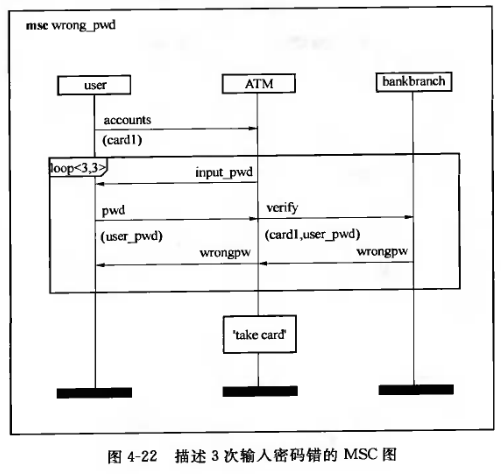 msc wrong_pwd
user ATM bankbranch
accounts
(card1)
loop<3,3>
input_pwd
pwd verify
(user_pwd) (card1,user_pwd)
wrongpw wrongpw
'take card'
图 4-22 描述 3 次输入密码错的 MSC 图